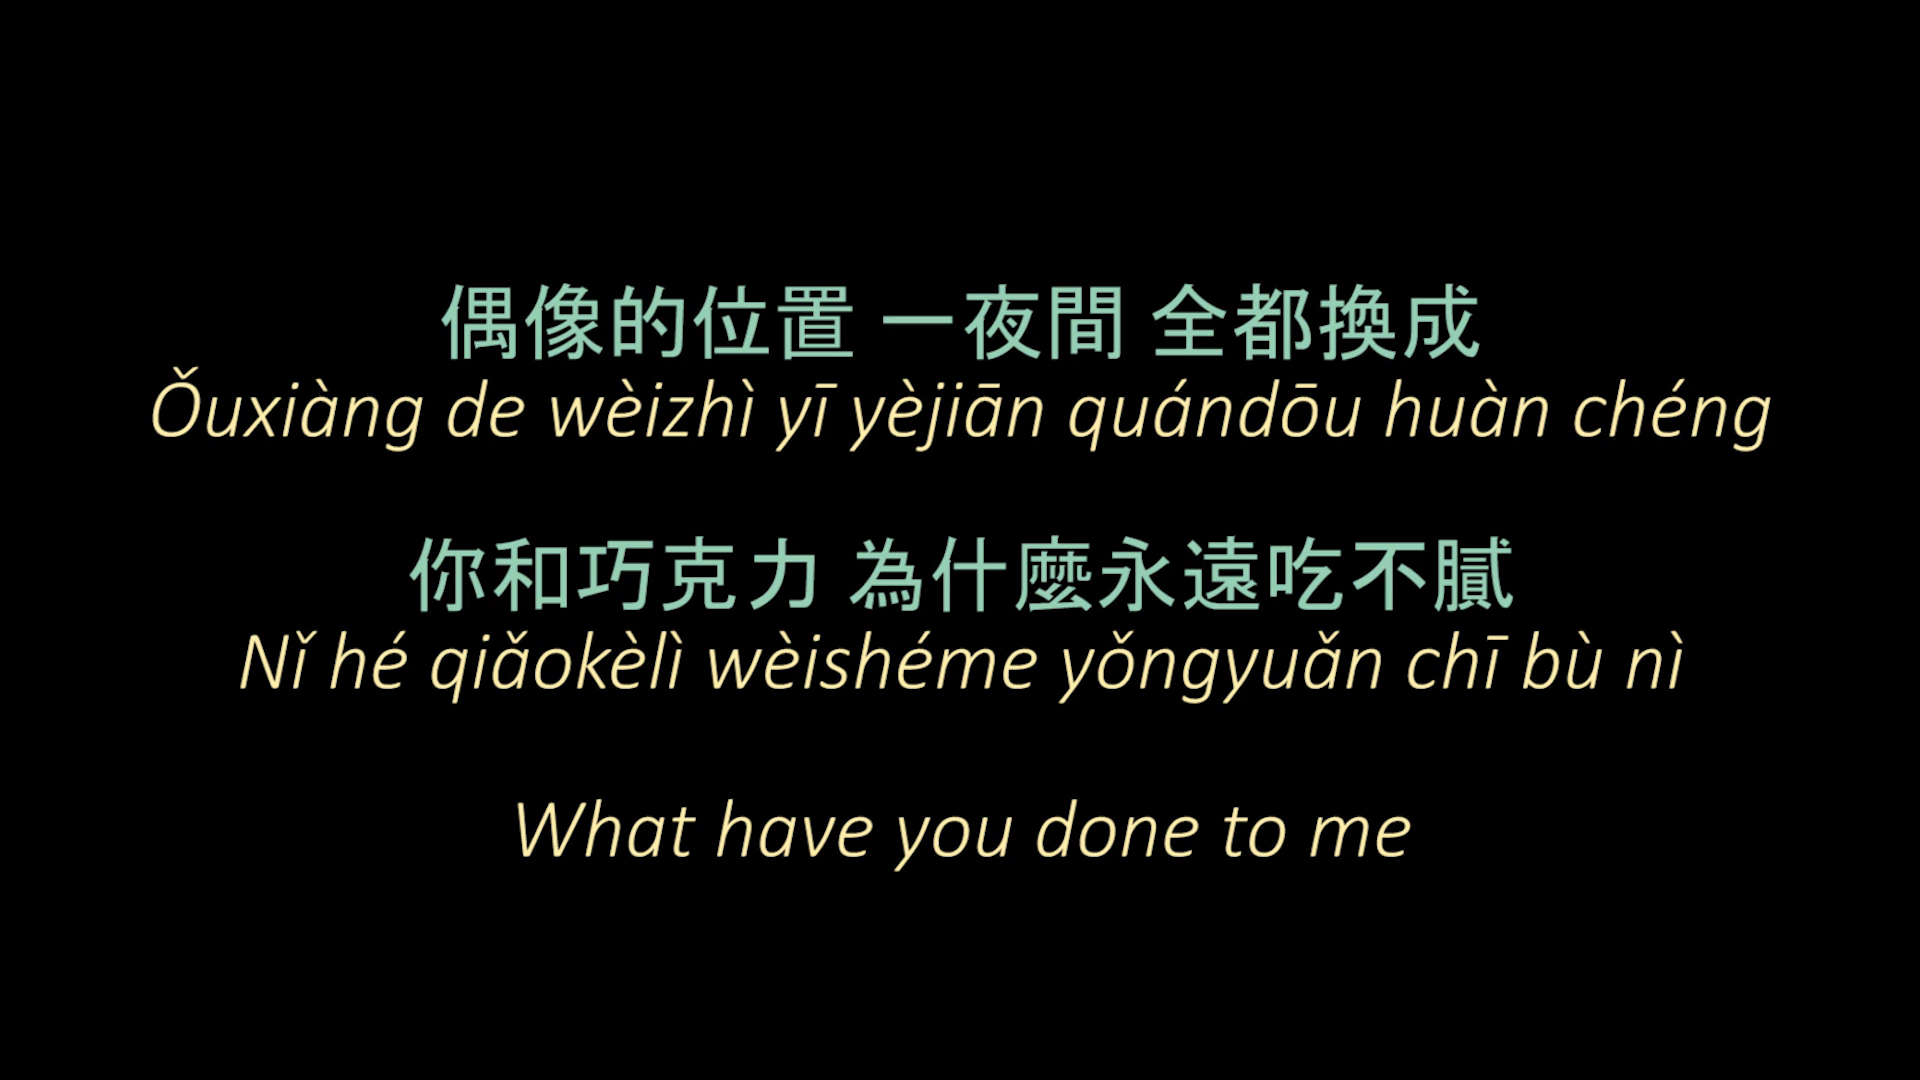 偶像的位置 一夜間 全都換成
Ǒuxiàng de wèizhì yī yèjiān quándōu huàn chéng
你和巧克力 為什麼永遠吃不膩
Nǐ hé qiǎokèlì wèishéme yǒngyuǎn chī bù nì
What have you done to me